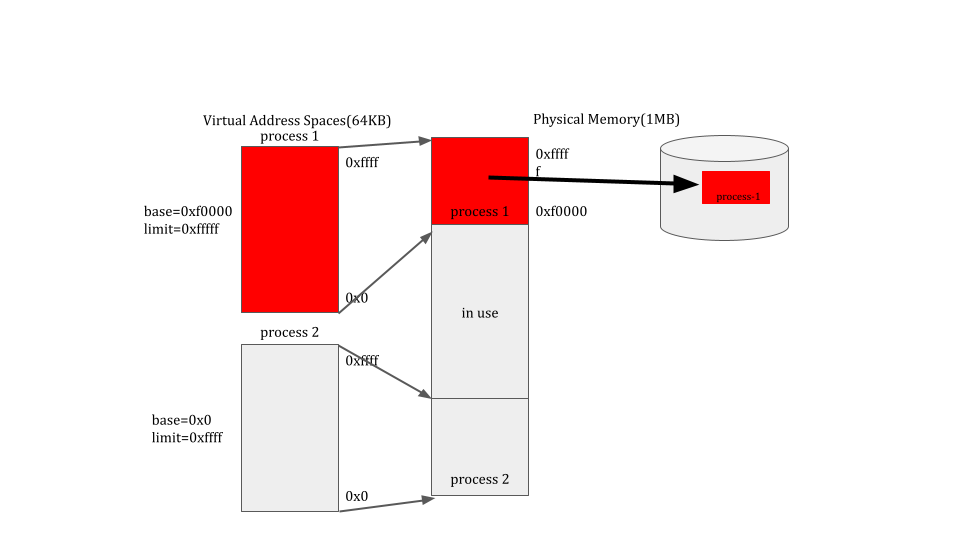 Virtual Address Spaces(64KB)
process 1
Physical Memory(1MB)
0xffff
0xffff
f
base=0xf0000
limit=0xfffff
process 1
0xf0000
process-1
0x0
in use
process 2
0xffff
base=0x0
limit=0xffff
process 2
0x0